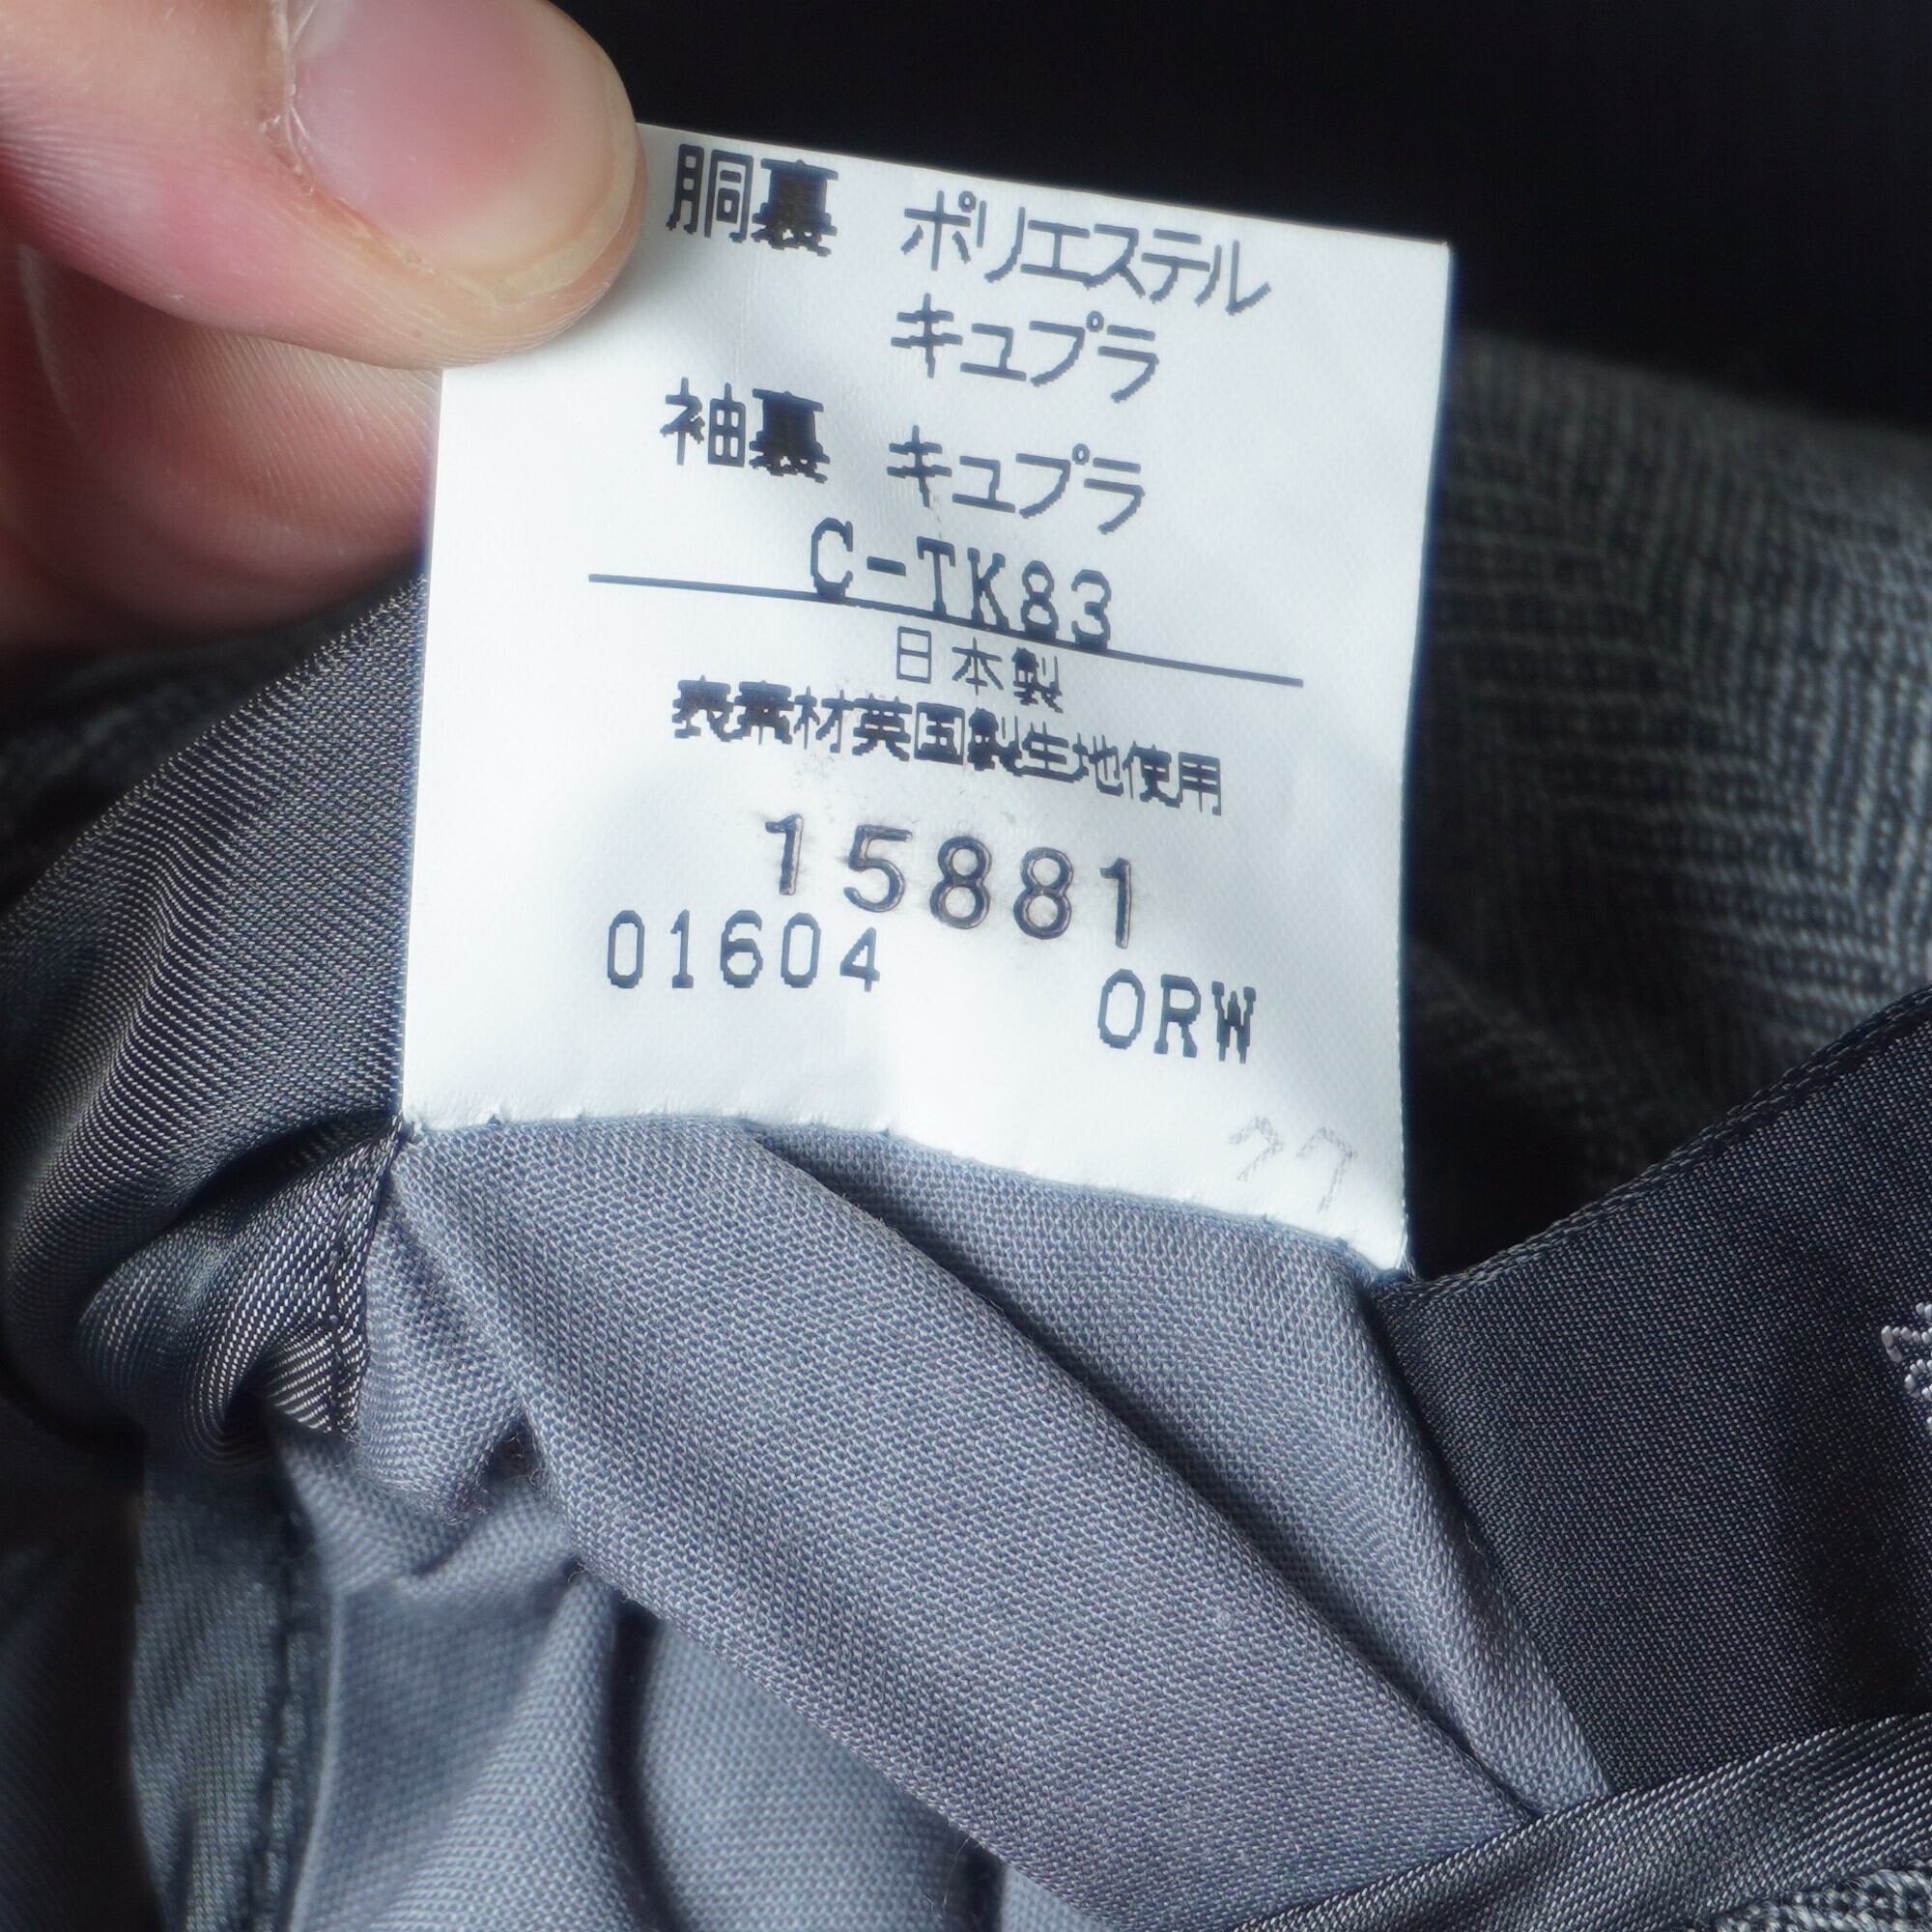 胴裏 ポリエステル
キュプラ
袖裏 キュプラ
C-TK83
日本製
表素材英国製生地使用
15881
01604 ORW
77